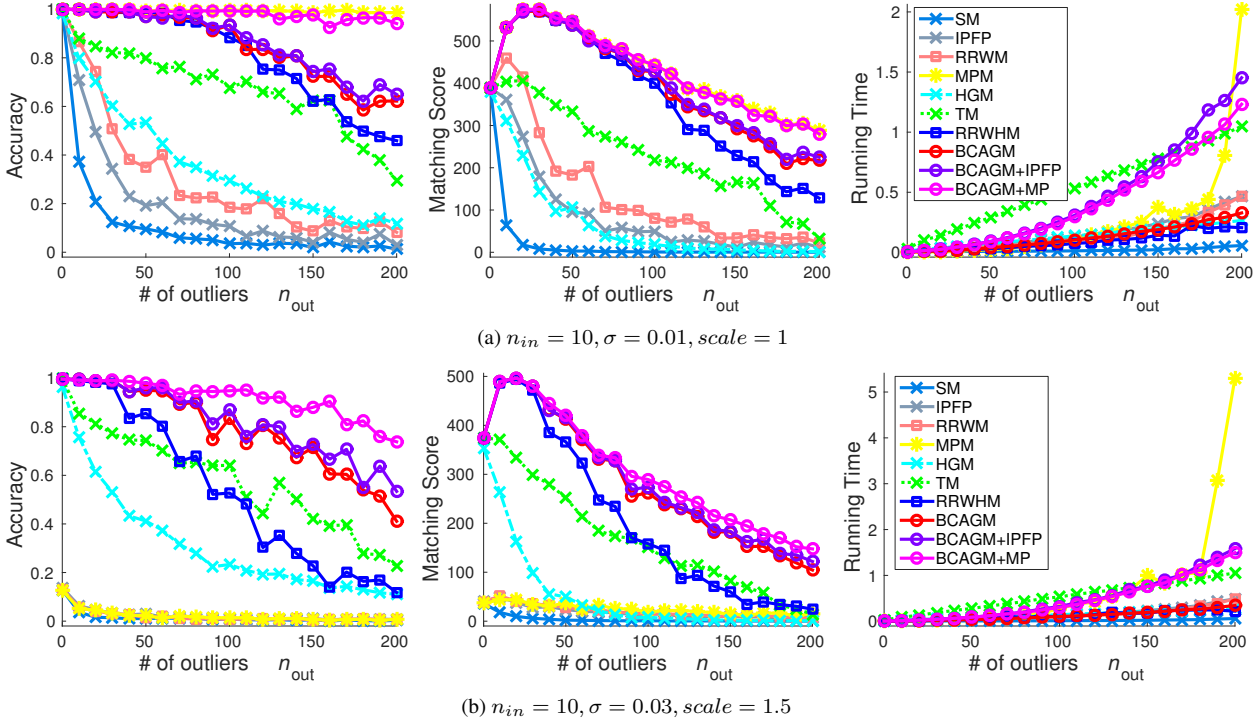 1
0.8
0.6
0.4
0.2
0
Accuracy
0 50 100 150 200
# of outliers n_out
500
400
300
200
100
0
Matching Score
0 50 100 150 200
# of outliers n_out
2
1.5
1
0.5
0
Running Time
SM
IPFP
RRWM
MPM
HGM
TM
RRWHM
BCAGM
BCAGM+IPFP
BCAGM+MP
0 50 100 150 200
# of outliers n_out
(a) n_in = 10, σ = 0.01, scale = 1
1
0.8
0.6
0.4
0.2
0
Accuracy
0 50 100 150 200
# of outliers n_out
500
400
300
200
100
0
Matching Score
0 50 100 150 200
# of outliers n_out
5
4
3
2
1
0
Running Time
SM
IPFP
RRWM
MPM
HGM
TM
RRWHM
BCAGM
BCAGM+IPFP
BCAGM+MP
0 50 100 150 200
# of outliers n_out
(b) n_in = 10, σ = 0.03, scale = 1.5